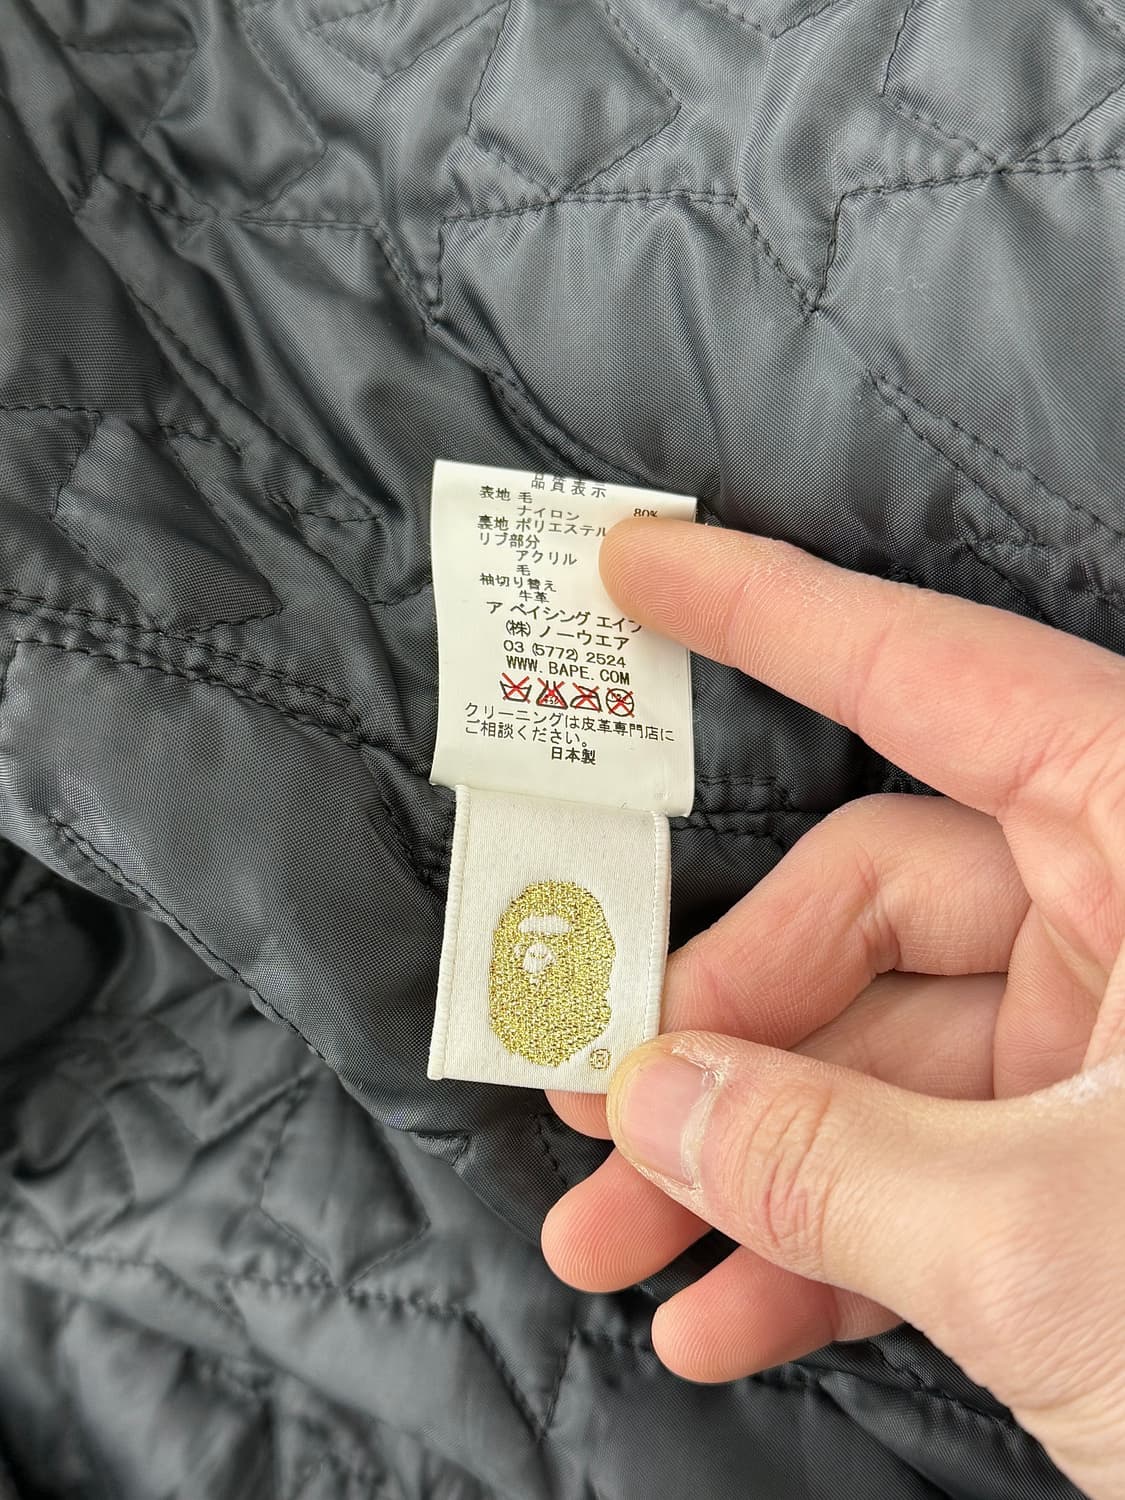 品質表示
表地 毛 80%
ナイロン
裏地 ポリエステル
リブ部分
アクリル
毛
袖切り替え
牛革
ア ベイシング エイプ
(株) ノーウエア
03 (5772) 2524
WWW. BAPE. COM
クリーニングは皮革専門店に
ご相談ください。
日本製
®